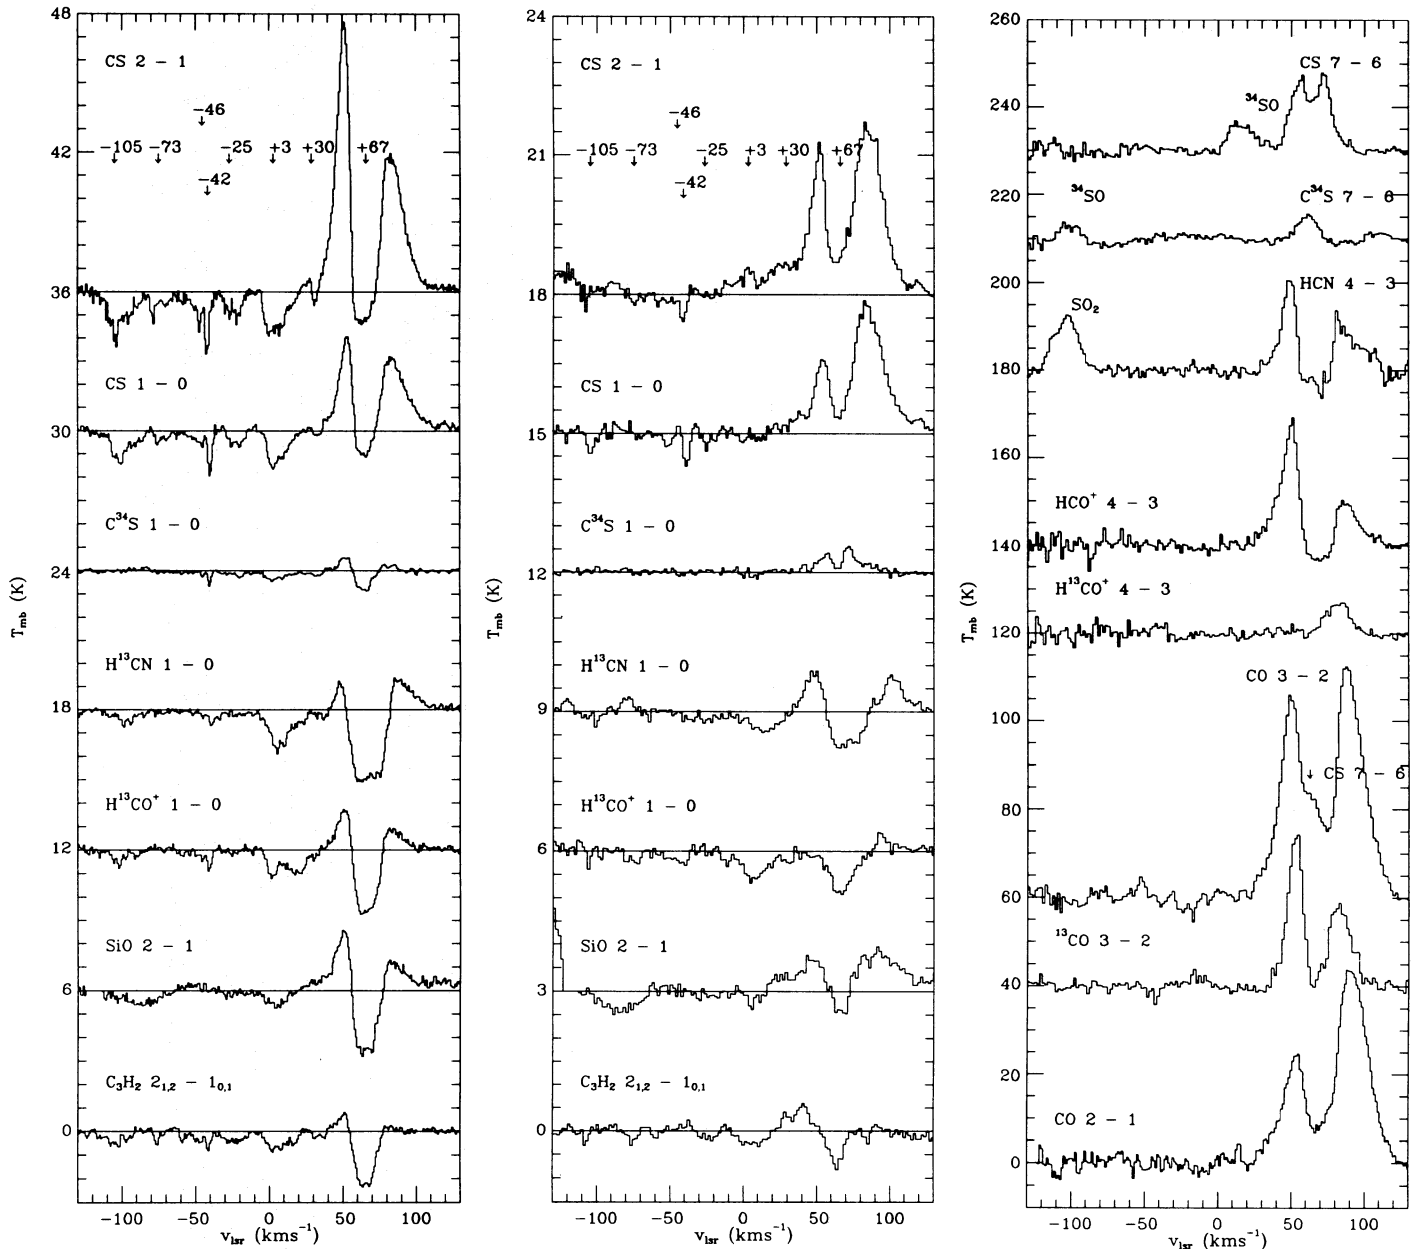 48
CS 2 – 1
–46
–105
–73
–25
+3
+30
+67
42
–42
36
CS 1 – 0
33
30
C³⁴S 1 – 0
24
H¹³CN 1 – 0
18
H¹³CO⁺ 1 – 0
12
SiO 2 – 1
6
C₃H₂ 2₁,₂ – 1₀,₁
0
T_mb (K)
–100
–50
0
50
100
v_lsr (kms⁻¹)
24
CS 2 – 1
–46
–105
–73
–25
+3
+30
+67
21
–42
18
CS 1 – 0
15
C³⁴S 1 – 0
12
H¹³CN 1 – 0
9
H¹³CO⁺ 1 – 0
6
SiO 2 – 1
3
C₃H₂ 2₁,₂ – 1₀,₁
0
T_mb (K)
–100
–50
0
50
100
v_lsr (kms⁻¹)
260
CS 7 – 6
³⁴SO
240
³⁴SO
C³⁴S 7 – 6
220
200
HCN 4 – 3
SO₂
180
160
HCO⁺ 4 – 3
140
H¹³CO⁺ 4 – 3
120
CO 3 – 2
100
CS 7 – 6
80
60
¹³CO 3 – 2
40
20
CO 2 – 1
0
T_mb (K)
–100
–50
0
50
100
v_lsr (kms⁻¹)